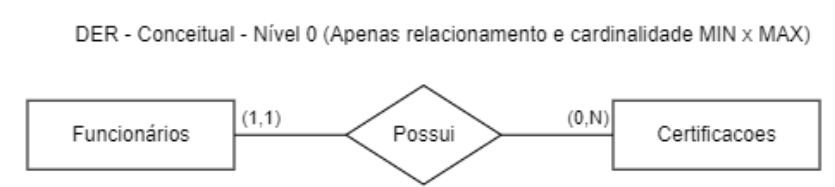 DER - Conceitual - Nível 0 (Apenas relacionamento e cardinalidade MIN x MAX)
Funcionários (1,1) Possui (0,N) Certificacoes